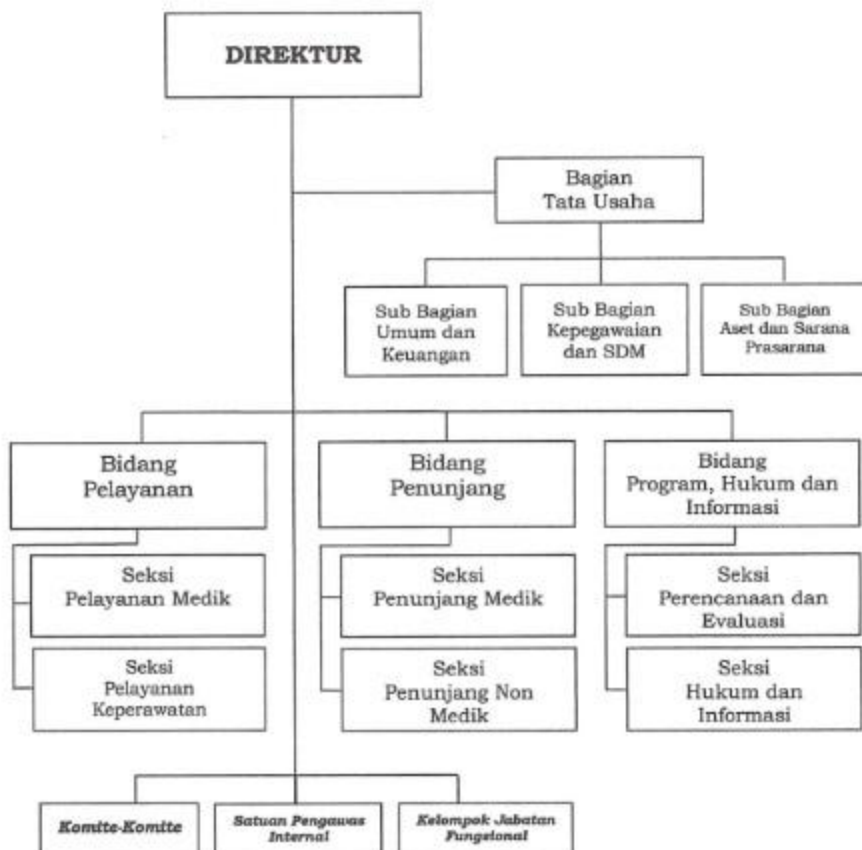 DIREKTUR
Bagian
Tata Usaha
Sub Bagian
Umum dan
Keuangan
Sub Bagian
Kepegawaian
dan SDM
Sub Bagian
Aset dan Sarana
Prasarana
Bidang
Pelayanan
Bidang
Penunjang
Bidang
Program, Hukum dan
Informasi
Seksi
Pelayanan Medik
Seksi
Penunjang Medik
Seksi
Perencanaan dan
Evaluasi
Seksi
Pelayanan
Keperawatan
Seksi
Penunjang Non
Medik
Seksi
Hukum dan
Informasi
Komite-Komite
Satuan Pengawas
Internal
Kelompok Jabatan
Fungsional